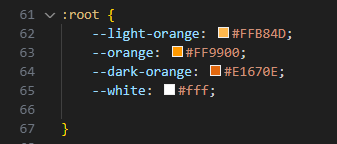 61 :root {
62 --light-orange: #FFB84D;
63 --orange: #FF9900;
64 --dark-orange: #E1670E;
65 --white: #fff;
66
67 }